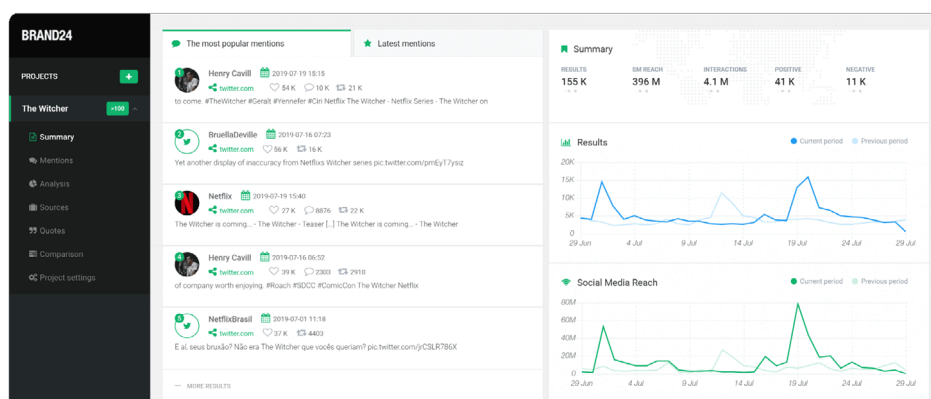 BRAND24
PROJECTS
+
The Witcher
+100
Summary
Mentions
Analysis
Sources
Quotes
Comparison
Project settings
The most popular mentions
Latest mentions
1
Henry Cavill 2019-07-19 15:15
twitter.com 54 K 10 K 21 K
to come. #TheWitcher #Geralt #Yennefer #Ciri Netflix The Witcher - Netflix Series - The Witcher on
2
BruellaDeville 2019-07-16 07:23
twitter.com 56 K 16 K
Yet another display of inaccuracy from Netflixs Witcher series pic.twitter.com/pmEyT7ysiz
3
Netflix 2019-07-19 15:40
twitter.com 27 K 8876 22 K
The Witcher is coming... - The Witcher - Teaser [...] The Witcher is coming... - The Witcher
4
Henry Cavill 2019-07-16 06:52
twitter.com 39 K 2303 2910
of company worth enjoying. #Roach #SDCC #ComicCon The Witcher Netflix
5
NetflixBrasil 2019-07-01 11:18
twitter.com 37 K 4403
E aí, seus bruxão? Não era The Witcher que vocês queriam? pic.twitter.com/jrCSLR786X
MORE RESULTS
Summary
RESULTS SM REACH INTERACTIONS POSITIVE NEGATIVE
155 K 396 M 4.1 M 41 K 11 K
Results
Current period Previous period
20K
15K
10K
5K
0
29 Jun 4 Jul 9 Jul 14 Jul 19 Jul 24 Jul 29 Jul
Social Media Reach
Current period Previous period
80M
60M
40M
20M
0
29 Jun 4 Jul 9 Jul 14 Jul 19 Jul 24 Jul 29 Jul